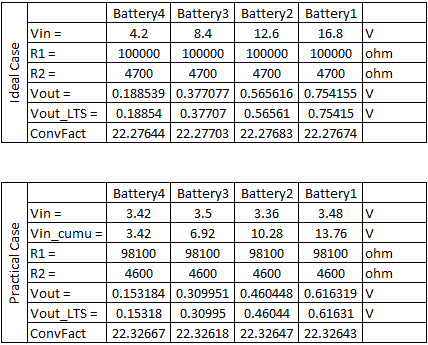 Ideal Case
Battery4 Battery3 Battery2 Battery1
Vin = 4.2 8.4 12.6 16.8 V
R1 = 100000 100000 100000 100000 ohm
R2 = 4700 4700 4700 4700 ohm
Vout = 0.188539 0.377077 0.565616 0.754155 V
Vout_LTS = 0.18854 0.37707 0.56561 0.75415 V
ConvFact 22.27644 22.27703 22.27683 22.27674
Practical Case
Battery4 Battery3 Battery2 Battery1
Vin = 3.42 3.5 3.36 3.48 V
Vin_cumu = 3.42 6.92 10.28 13.76 V
R1 = 98100 98100 98100 98100 ohm
R2 = 4600 4600 4600 4600 ohm
Vout = 0.153184 0.309951 0.460448 0.616319 V
Vout_LTS = 0.15318 0.30995 0.46044 0.61631 V
ConvFact 22.32667 22.32618 22.32647 22.32643